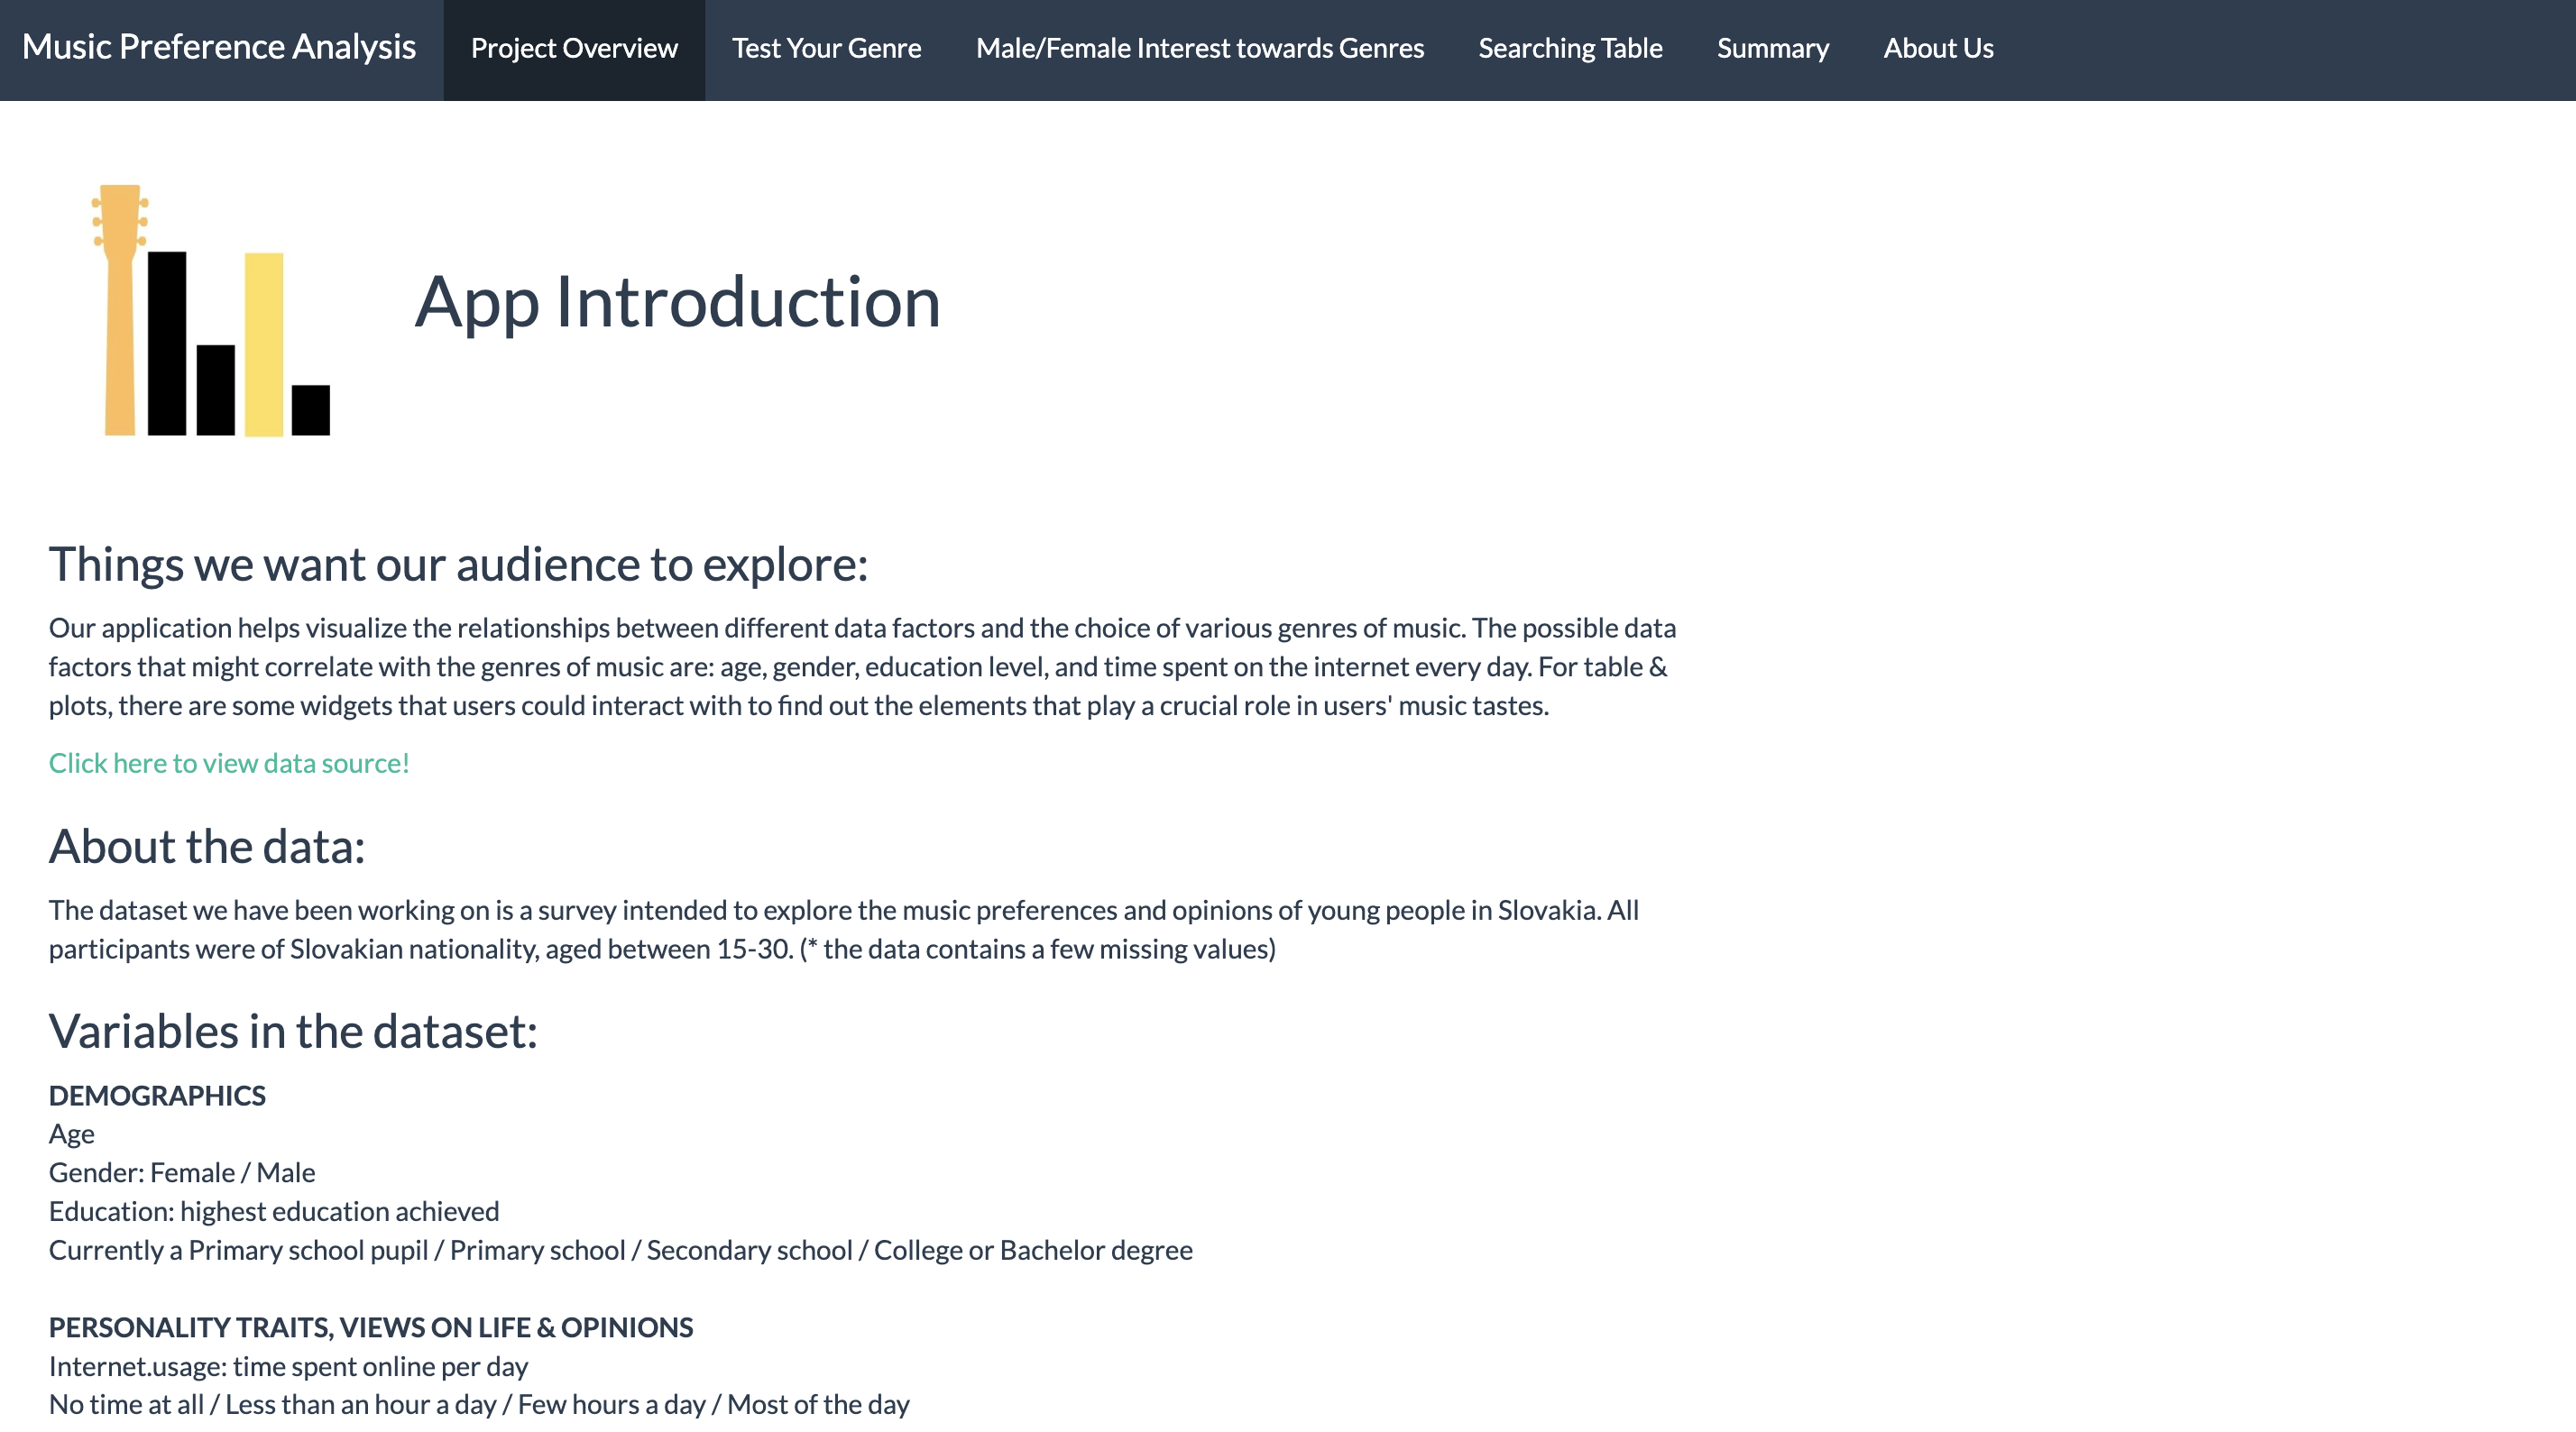 Music Preference Analysis Project Overview Test Your Genre Male/Female Interest towards Genres Searching Table Summary About Us
App Introduction
Things we want our audience to explore:
Our application helps visualize the relationships between different data factors and the choice of various genres of music. The possible data
factors that might correlate with the genres of music are: age, gender, education level, and time spent on the internet every day. For table &
plots, there are some widgets that users could interact with to find out the elements that play a crucial role in users' music tastes.
Click here to view data source!
About the data:
The dataset we have been working on is a survey intended to explore the music preferences and opinions of young people in Slovakia. All
participants were of Slovakian nationality, aged between 15-30. (* the data contains a few missing values)
Variables in the dataset:
DEMOGRAPHICS
Age
Gender: Female / Male
Education: highest education achieved
Currently a Primary school pupil / Primary school / Secondary school / College or Bachelor degree
PERSONALITY TRAITS, VIEWS ON LIFE & OPINIONS
Internet.usage: time spent online per day
No time at all / Less than an hour a day / Few hours a day / Most of the day